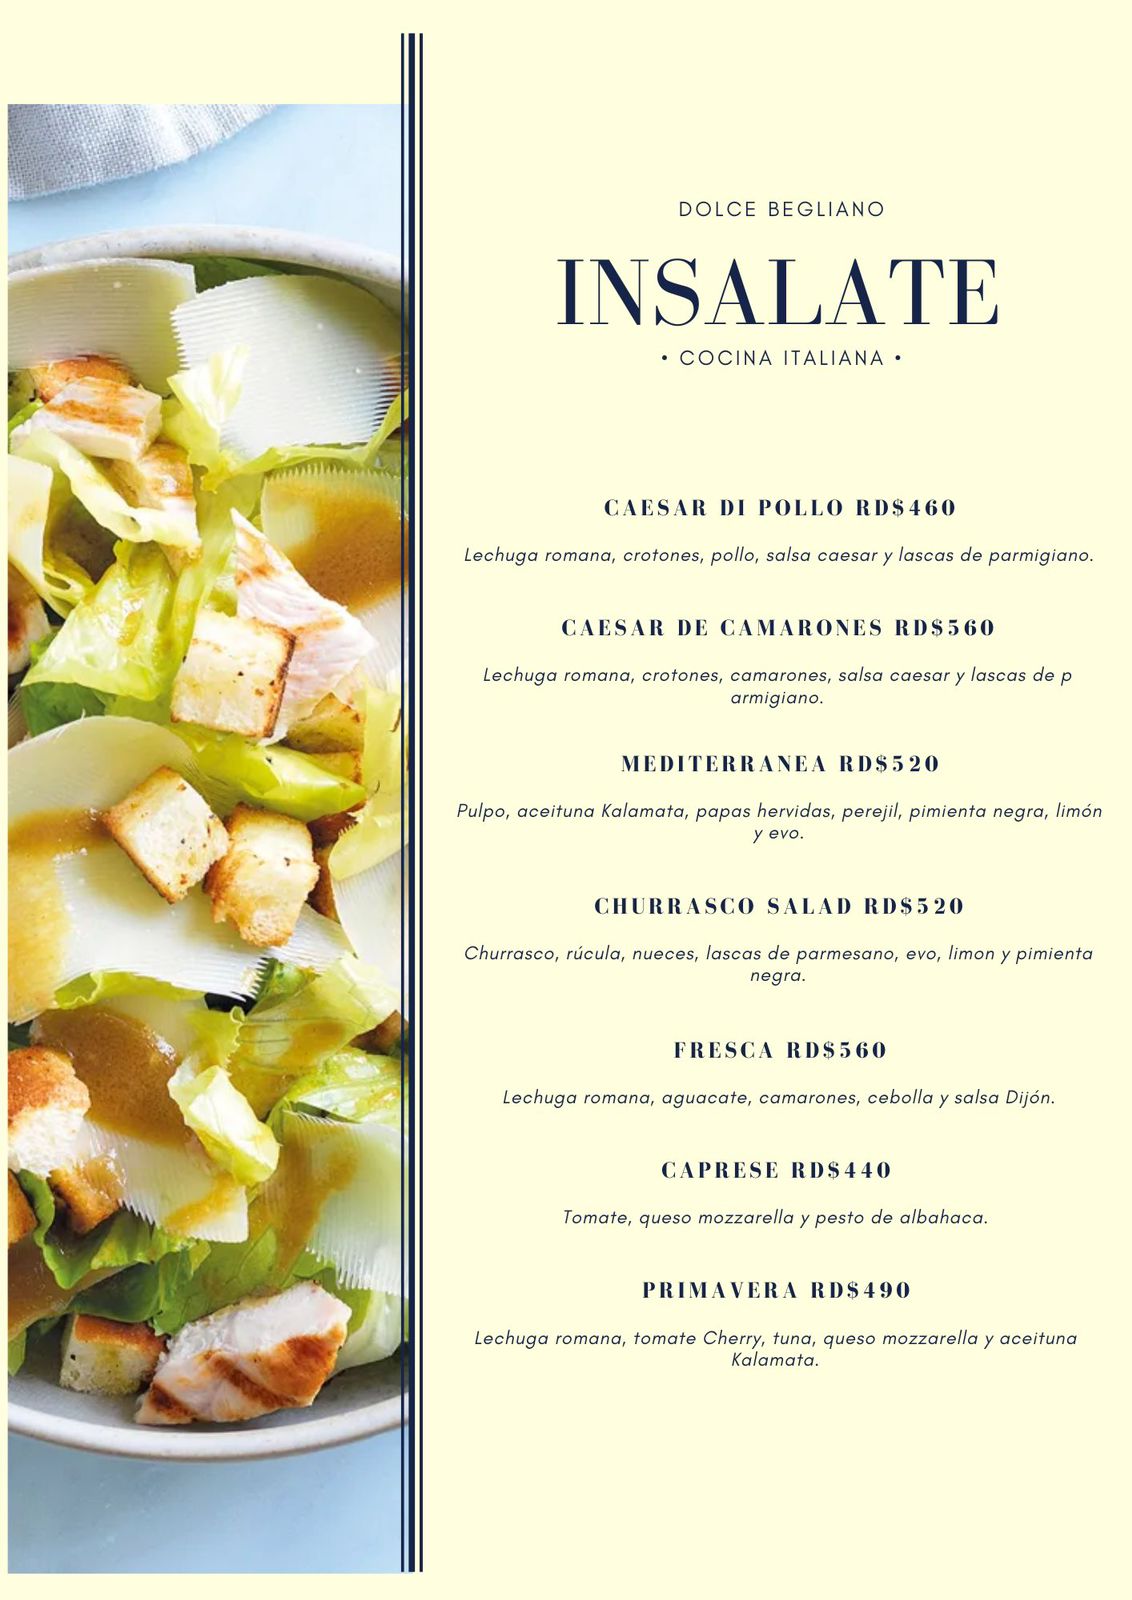 DOLCE BEGLIANO
INSALATE
• COCINA ITALIANA •
CAESAR DI POLLO RD$460
Lechuga romana, crotones, pollo, salsa caesar y lascas de parmigiano.
CAESAR DE CAMARONES RD$560
Lechuga romana, crotones, camarones, salsa caesar y lascas de p
armigiano.
MEDITERRANEA RD$520
Pulpo, aceituna Kalamata, papas hervidas, perejil, pimienta negra, limón
y evo.
CHURRASCO SALAD RD$520
Churrasco, rúcula, nueces, lascas de parmesano, evo, limon y pimienta
negra.
FRESCA RD$560
Lechuga romana, aguacate, camarones, cebolla y salsa Dijón.
CAPRESE RD$440
Tomate, queso mozzarella y pesto de albahaca.
PRIMAVERA RD$490
Lechuga romana, tomate Cherry, tuna, queso mozzarella y aceituna
Kalamata.